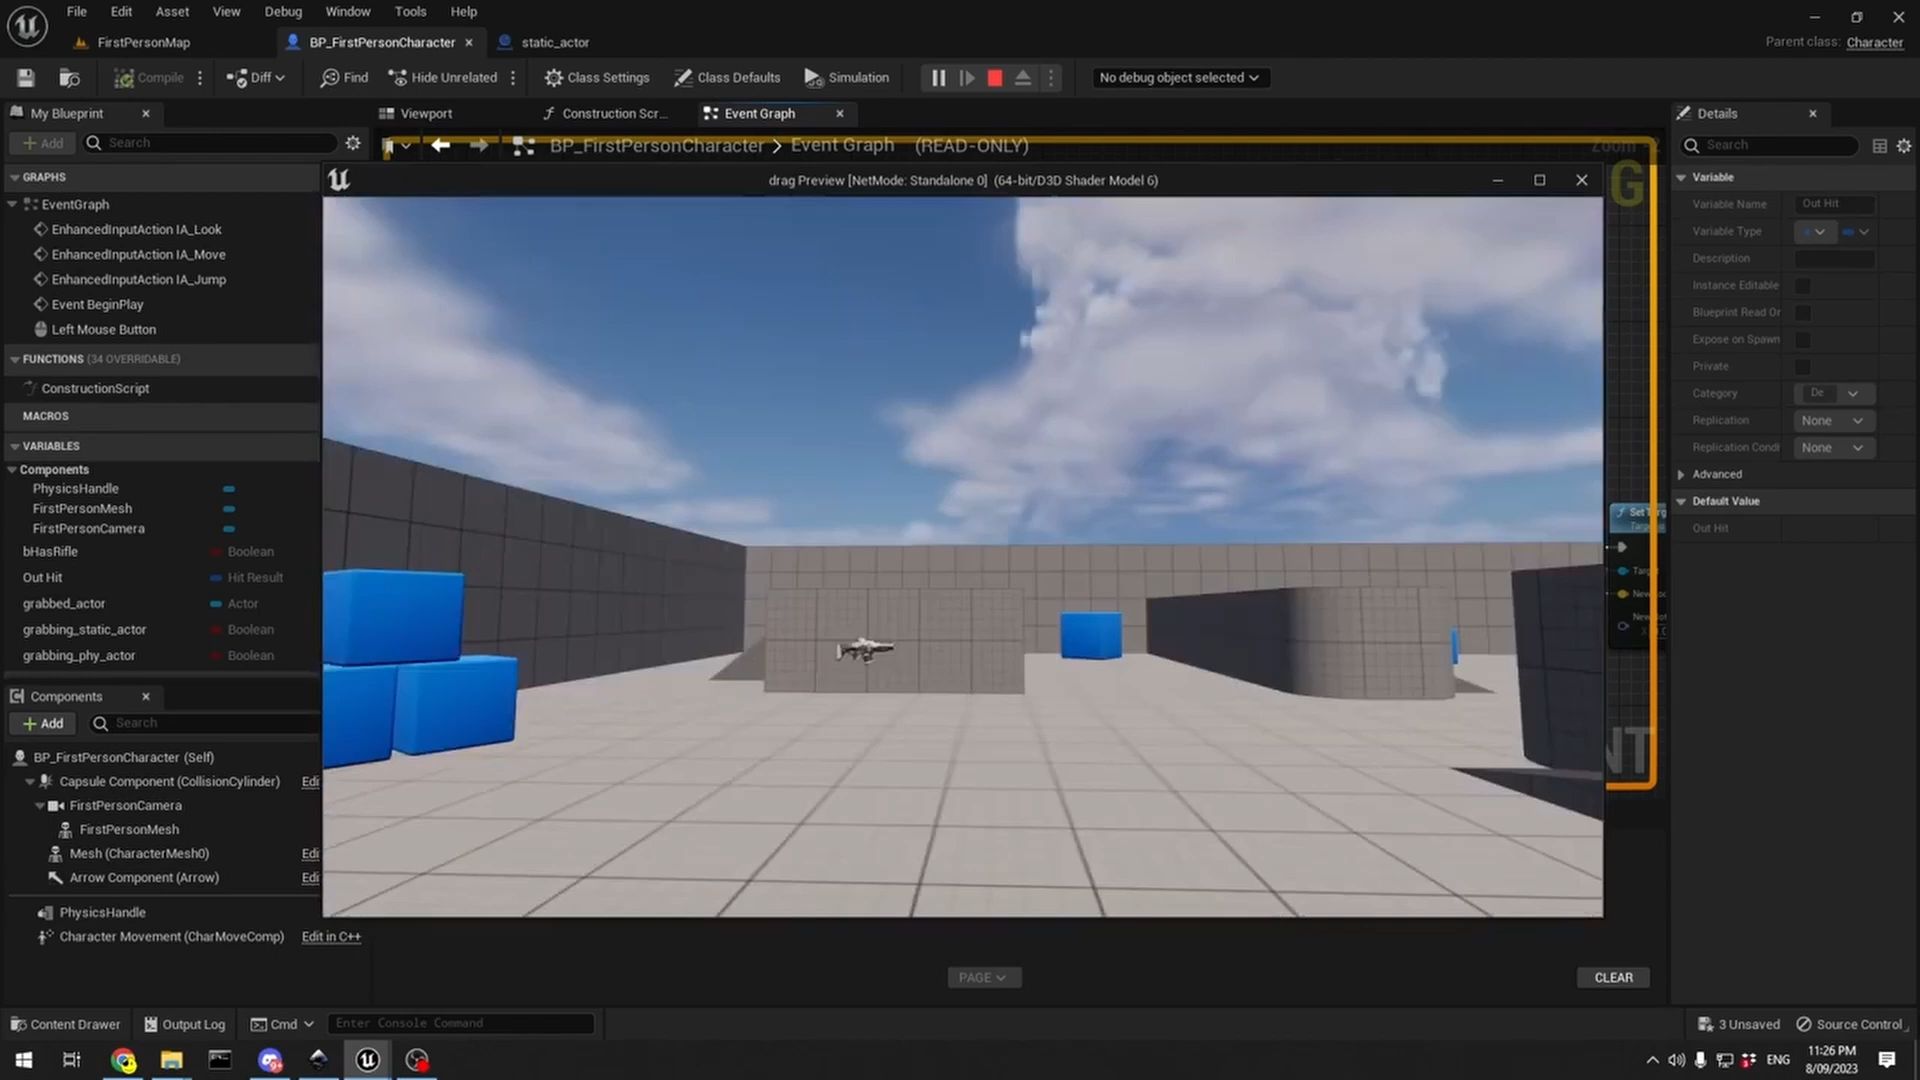 File Edit View Asset Debug Window Tools Help
FirstPersonMap BP_FirstPersonCharacter static_actor
Parent class: Character
Compile Diff Find Hide Unrelated Class Settings Class Defaults Simulation No debug object selected
My Blueprint Viewport Construction Scr... Event Graph Details
Add Search BP_FirstPersonCharacter > Event Graph (READ-ONLY) Search
drag Preview [NetMode: Standalone 0] (64-bit/D3D Shader Model 6)
GRAPHS
EventGraph
EnhancedInputAction IA_Look
EnhancedInputAction IA_Move
EnhancedInputAction IA_Jump
Event BeginPlay
Left Mouse Button
FUNCTIONS (34 OVERRIDABLE)
ConstructionScript
MACROS
VARIABLES
Components
PhysicsHandle
FirstPersonMesh
FirstPersonCamera
bHasRifle Boolean
Out Hit Hit Result
grabbed_actor Actor
grabbing_static_actor Boolean
grabbing_phy_actor Boolean
Components
Add Search
BP_FirstPersonCharacter (Self)
Capsule Component (CollisionCylinder) Edi
FirstPersonCamera
FirstPersonMesh
Mesh (CharacterMesh0) Edi
Arrow Component (Arrow) Edi
PhysicsHandle
Character Movement (CharMoveComp) Edit in C++
Variable
Variable Name Out Hit
Variable Type
Description
Instance Editable
Blueprint Read Or
Expose on Spawn
Private
Category De
Replication None
Replication Condi None
Advanced
Default Value
Out Hit
PAGE
CLEAR
Content Drawer Output Log Cmd Enter Console Command 3 Unsaved Source Control
ENG
11:26 PM
8/09/2023